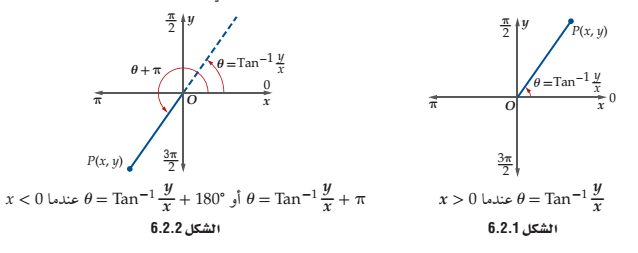 π/2 y
θ + π
θ = Tan⁻¹ y/x
0
π O x
P(x, y)
3π/2
x < 0 عندما θ = Tan⁻¹ y/x + 180° أو θ = Tan⁻¹ y/x + π
الشكل 6.2.2
π/2 y
P(x, y)
θ = Tan⁻¹ y/x
π O x 0
3π/2
x > 0 عندما θ = Tan⁻¹ y/x
الشكل 6.2.1